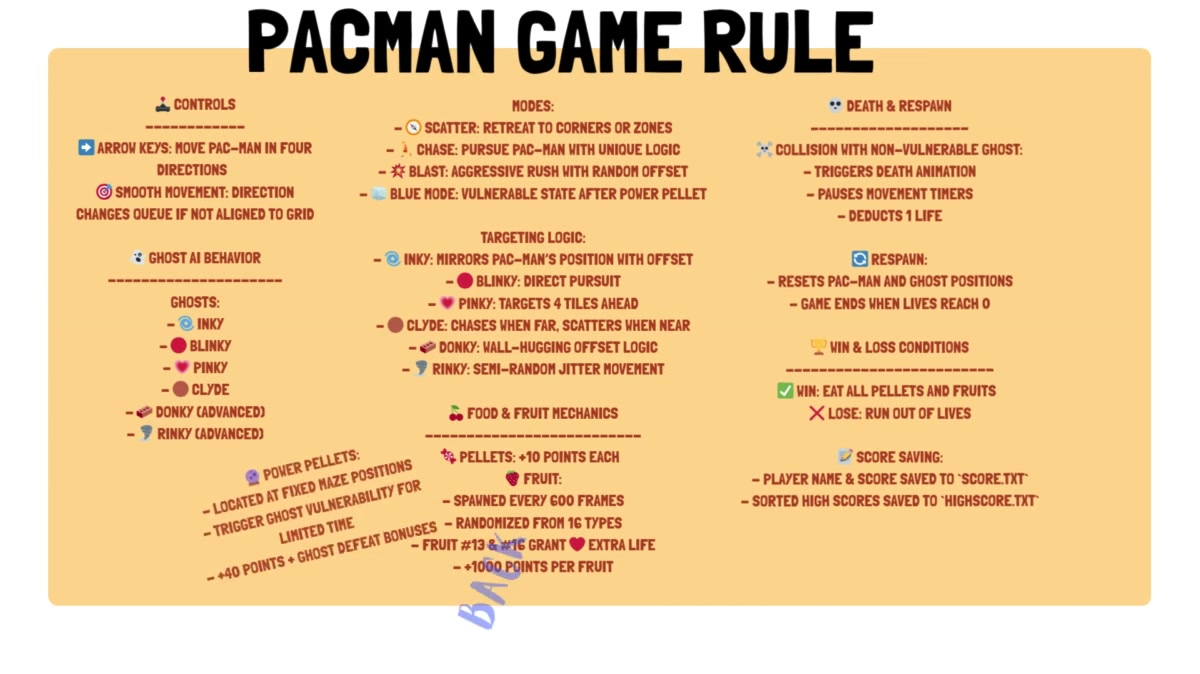 PACMAN GAME RULE
🕹️ CONTROLS
------------
➡️ ARROW KEYS: MOVE PAC-MAN IN FOUR
DIRECTIONS
🎯 SMOOTH MOVEMENT: DIRECTION
CHANGES QUEUE IF NOT ALIGNED TO GRID
👻 GHOST AI BEHAVIOR
---------------------
GHOSTS:
- 🌀 INKY
- 🔴 BLINKY
- 💗 PINKY
- 🟤 CLYDE
- 🧱 DONKY (ADVANCED)
- 🌪️ RINKY (ADVANCED)
🔮 POWER PELLETS:
- LOCATED AT FIXED MAZE POSITIONS
- TRIGGER GHOST VULNERABILITY FOR
LIMITED TIME
- +40 POINTS + GHOST DEFEAT BONUSES
MODES:
- 🧭 SCATTER: RETREAT TO CORNERS OR ZONES
- 🏃 CHASE: PURSUE PAC-MAN WITH UNIQUE LOGIC
- 💥 BLAST: AGGRESSIVE RUSH WITH RANDOM OFFSET
- 🧊 BLUE MODE: VULNERABLE STATE AFTER POWER PELLET
TARGETING LOGIC:
- 🌀 INKY: MIRRORS PAC-MAN'S POSITION WITH OFFSET
- 🔴 BLINKY: DIRECT PURSUIT
- 💗 PINKY: TARGETS 4 TILES AHEAD
- 🟤 CLYDE: CHASES WHEN FAR, SCATTERS WHEN NEAR
- 🧱 DONKY: WALL-HUGGING OFFSET LOGIC
- 🌪️ RINKY: SEMI-RANDOM JITTER MOVEMENT
🍒 FOOD & FRUIT MECHANICS
--------------------------
🍬 PELLETS: +10 POINTS EACH
🍓 FRUIT:
- SPAWNED EVERY 600 FRAMES
- RANDOMIZED FROM 16 TYPES
- FRUIT #13 & #16 GRANT ❤️ EXTRA LIFE
- +1000 POINTS PER FRUIT
BACK
💀 DEATH & RESPAWN
-------------------
☠️ COLLISION WITH NON-VULNERABLE GHOST:
- TRIGGERS DEATH ANIMATION
- PAUSES MOVEMENT TIMERS
- DEDUCTS 1 LIFE
🔄 RESPAWN:
- RESETS PAC-MAN AND GHOST POSITIONS
- GAME ENDS WHEN LIVES REACH 0
🏆 WIN & LOSS CONDITIONS
-------------------------
✅ WIN: EAT ALL PELLETS AND FRUITS
❌ LOSE: RUN OUT OF LIVES
📝 SCORE SAVING:
- PLAYER NAME & SCORE SAVED TO `SCORE.TXT`
- SORTED HIGH SCORES SAVED TO `HIGHSCORE.TXT`